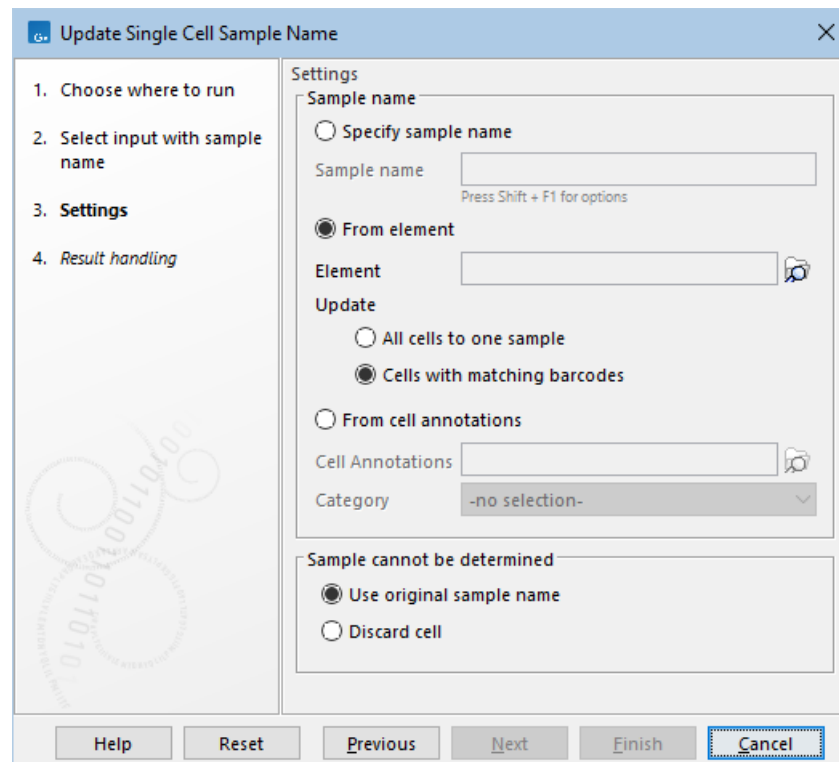 Update Single Cell Sample Name
1. Choose where to run
2. Select input with sample
name
3. Settings
4. Result handling
Settings
Sample name
Specify sample name
Sample name
Press Shift + F1 for options
From element
Element
Update
All cells to one sample
Cells with matching barcodes
From cell annotations
Cell Annotations
Category -no selection-
Sample cannot be determined
Use original sample name
Discard cell
Help Reset Previous Next Finish Cancel